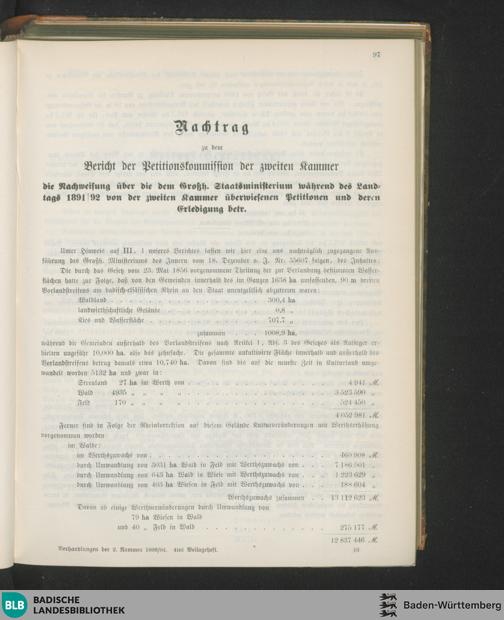 97
Nachtrag
zu dem
Bericht der Petitionskommission der zweiten Kammer
die Nachweisung über die dem Großh. Staatsministerium während des Land-
tags 1891|92 von der zweiten Kammer überwiesenen Petitionen und deren
Erledigung betr.
Unter Hinweis auf III. 1 unseres Berichtes lassen wir hier eine uns nachträglich zugegangene Aus-
führung des Großh. Ministeriums des Innern vom 18. Dezember v. J. Nr. 35607 folgen, des Inhaltes:
Die durch das Gesetz vom 25. Mai 1856 vorgenommene Theilung der zur Verlandung bestimmten Wasser-
flächen hatte zur Folge, daß von den Gemeinden innerhalb des im Ganzen 1658 ha umfassenden, 90 m breiten
Vorlandstreifens am badisch-elsässischen Rhein an den Staat unentgeltlich abzutreten waren:
Waldland . . . 300,4 ha
landwirthschaftliche Gelände . . . 0,8 „
Kies und Wasserfläche . . . 707,7 „
zusammen . . 1008,9 ha,
während die Gemeinden außerhalb des Vorlandstreifens nach Artikel 1, Abs. 3 des Gesetzes als Anlieger er-
hielten ungefähr 10,000 ha, also das zehnfache. Die gesammte unkultivirte Fläche innerhalb und außerhalb des
Vorlandstreifens betrug damals etwa 10,740 ha. Davon sind bis auf die neueste Zeit in Kulturland umge-
wandelt worden 5132 ha und zwar in:
Streuland 27 ha im Werth von . . . 4 941 M.
Wald 4935 „ „ „ „ . . . 3 523 590 „
Feld 170 „ „ „ „ . . . 524 450 „
4 052 981 M.
Ferner sind in Folge der Rheinkorrektion auf diesem Gelände Kulturveränderungen mit Werthserhöhung
vorgenommen worden:
im Walde:
im Werthszuwachs von . . . 460 908 M.
durch Umwandlung von 3031 ha Wald in Feld mit Werthszuwachs von . . . „
durch Umwandlung von 643 ha Wald in Wiese mit Werthszuwachs von . . . 1 223 629 „
durch Umwandlung von 405 ha Wiesen in Feld mit Werthszuwachs von . . . 188 604 „
Werthszuwachs zusammen . . . 13 112 623 M.
Davon ab einige Werthverminderungen durch Umwandlung von
79 ha Wiesen in Wald
und 40 „ Feld in Wald . . . 275 177 M.
12 837 446 M.
Verhandlungen der 2. Kammer 1893/94. 4tes Beilagenheft.
BLB BADISCHE
LANDESBIBLIOTHEK
Baden-Württemberg